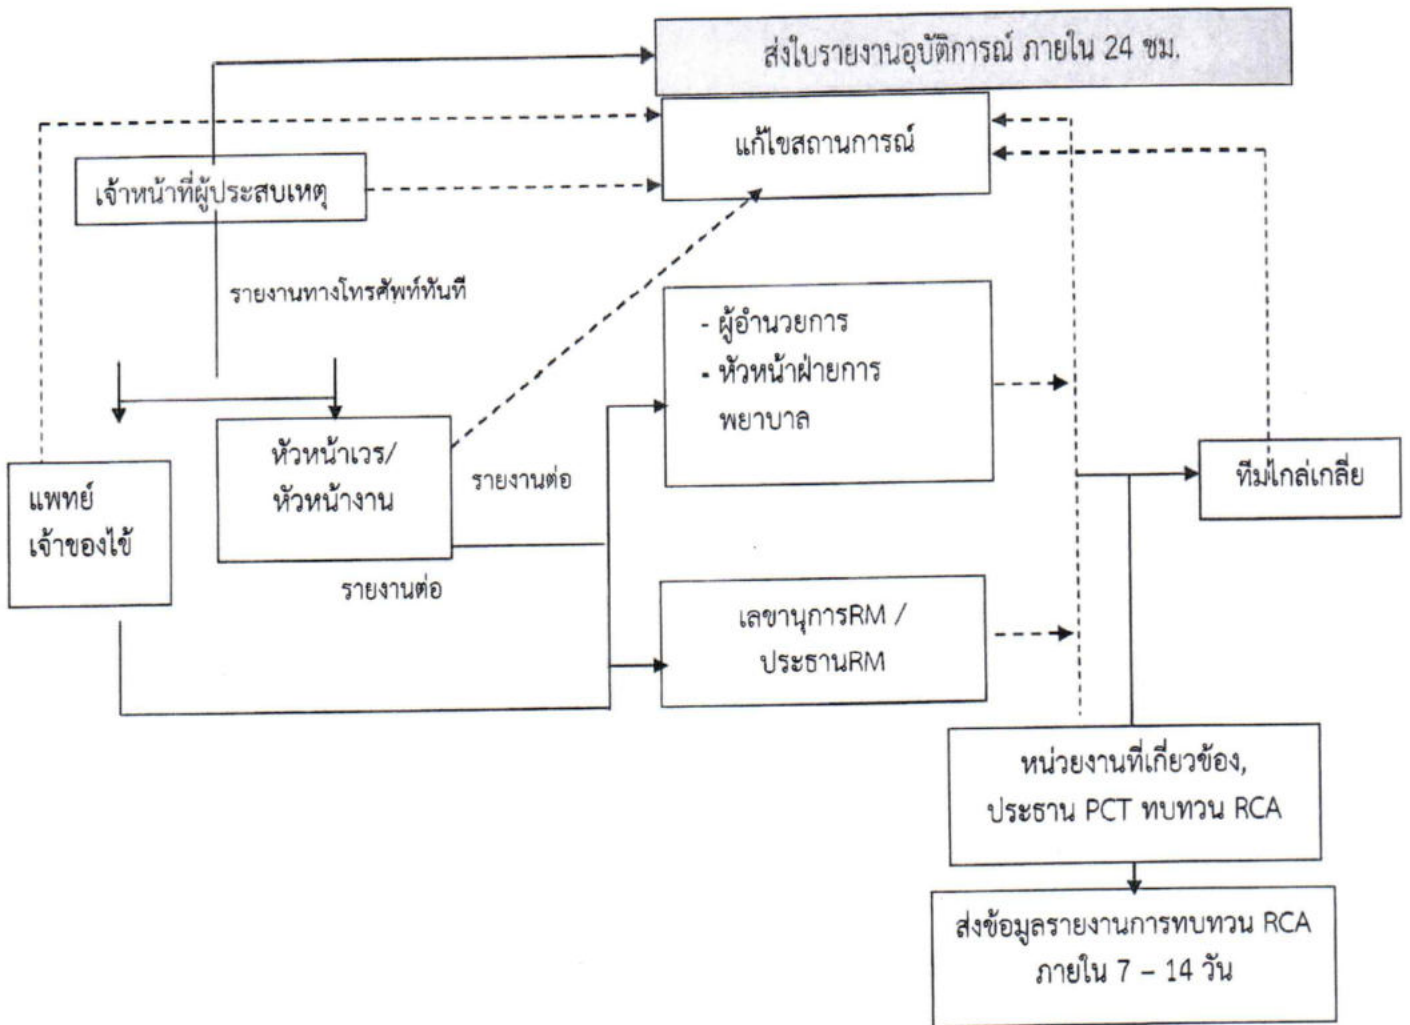 ส่งใบรายงานอุบัติการณ์ ภายใน 24 ชม.
แก้ไขสถานการณ์
เจ้าหน้าที่ผู้ประสบเหตุ
รายงานทางโทรศัพท์ทันที
- ผู้อำนวยการ
- หัวหน้าฝ่ายการ
พยาบาล
หัวหน้าเวร/
หัวหน้างาน
รายงานต่อ
ทีมไกล่เกลี่ย
แพทย์
เจ้าของไข้
รายงานต่อ
เลขานุการRM /
ประธานRM
หน่วยงานที่เกี่ยวข้อง,
ประธาน PCT ทบทวน RCA
ส่งข้อมูลรายงานการทบทวน RCA
ภายใน 7 – 14 วัน